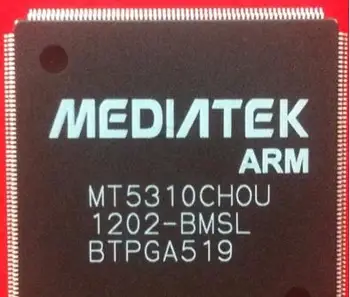 MEDIATEK
ARM
MT5310CHOU
1202-BMSL
BTPGA519